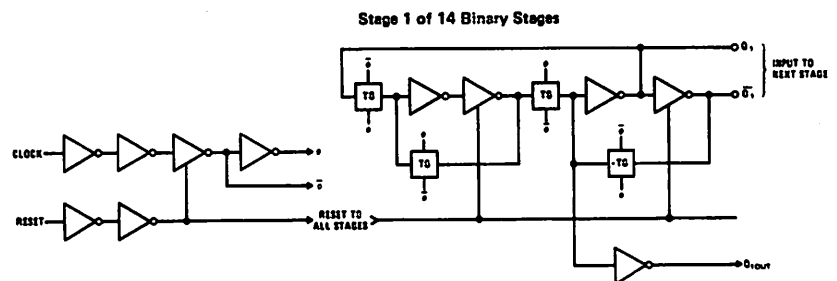 Stage 1 of 14 Binary Stages
Q₁
INPUT TO
NEXT STAGE
Q̅₁
TG
TG
TG
TG
CLOCK
ø
ø̅
RESET
RESET TO
ALL STAGES
Q₁OUT